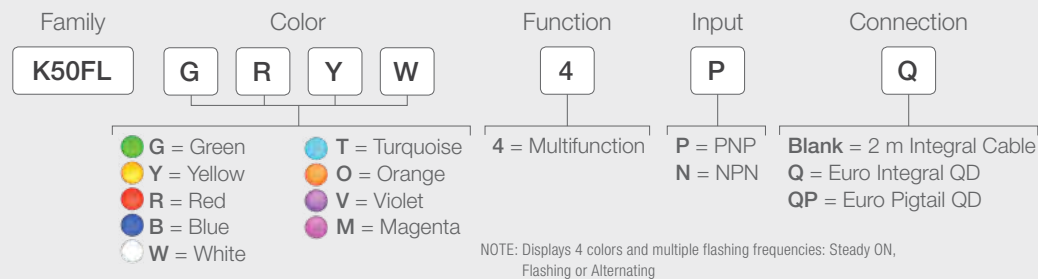 Family Color Function Input Connection
K50FL G R Y W 4 P Q
G = Green T = Turquoise 4 = Multifunction P = PNP Blank = 2 m Integral Cable
Y = Yellow O = Orange N = NPN Q = Euro Integral QD
R = Red V = Violet QP = Euro Pigtail QD
B = Blue M = Magenta
W = White
NOTE: Displays 4 colors and multiple flashing frequencies: Steady ON,
Flashing or Alternating